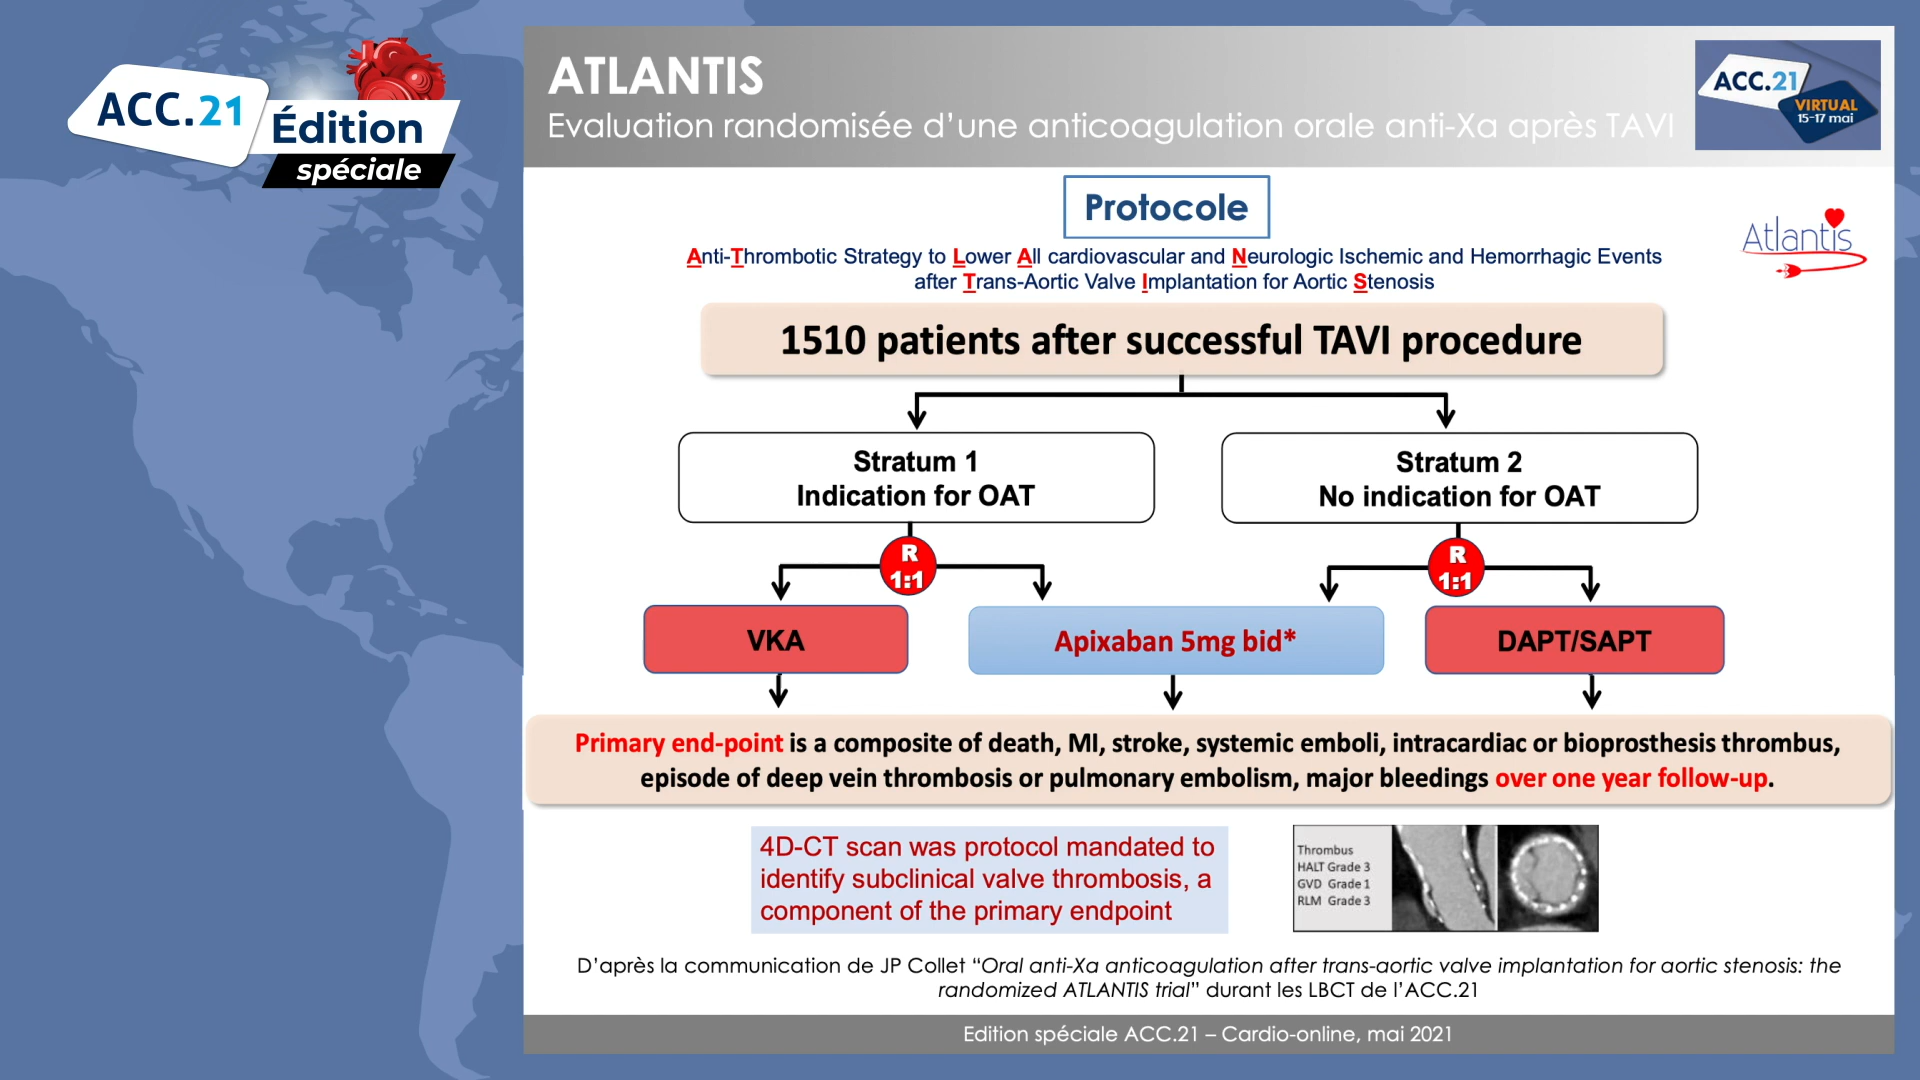 ACC.21
Édition
spéciale
ATLANTIS
Evaluation randomisée d’une anticoagulation orale anti-Xa après TAVI
ACC.21
VIRTUAL
15-17 mai
Protocole
Atlantis
Anti-Thrombotic Strategy to Lower All cardiovascular and Neurologic Ischemic and Hemorrhagic Events
after Trans-Aortic Valve Implantation for Aortic Stenosis
1510 patients after successful TAVI procedure
Stratum 1
Indication for OAT
Stratum 2
No indication for OAT
R
1:1
R
1:1
VKA
Apixaban 5mg bid*
DAPT/SAPT
Primary end-point is a composite of death, MI, stroke, systemic emboli, intracardiac or bioprosthesis thrombus,
episode of deep vein thrombosis or pulmonary embolism, major bleedings over one year follow-up.
4D-CT scan was protocol mandated to
identify subclinical valve thrombosis, a
component of the primary endpoint
Thrombus
HALT Grade 3
GVD Grade 1
RLM Grade 3
D’après la communication de JP Collet “Oral anti-Xa anticoagulation after trans-aortic valve implantation for aortic stenosis: the
randomized ATLANTIS trial” durant les LBCT de l’ACC.21
Edition spéciale ACC.21 – Cardio-online, mai 2021